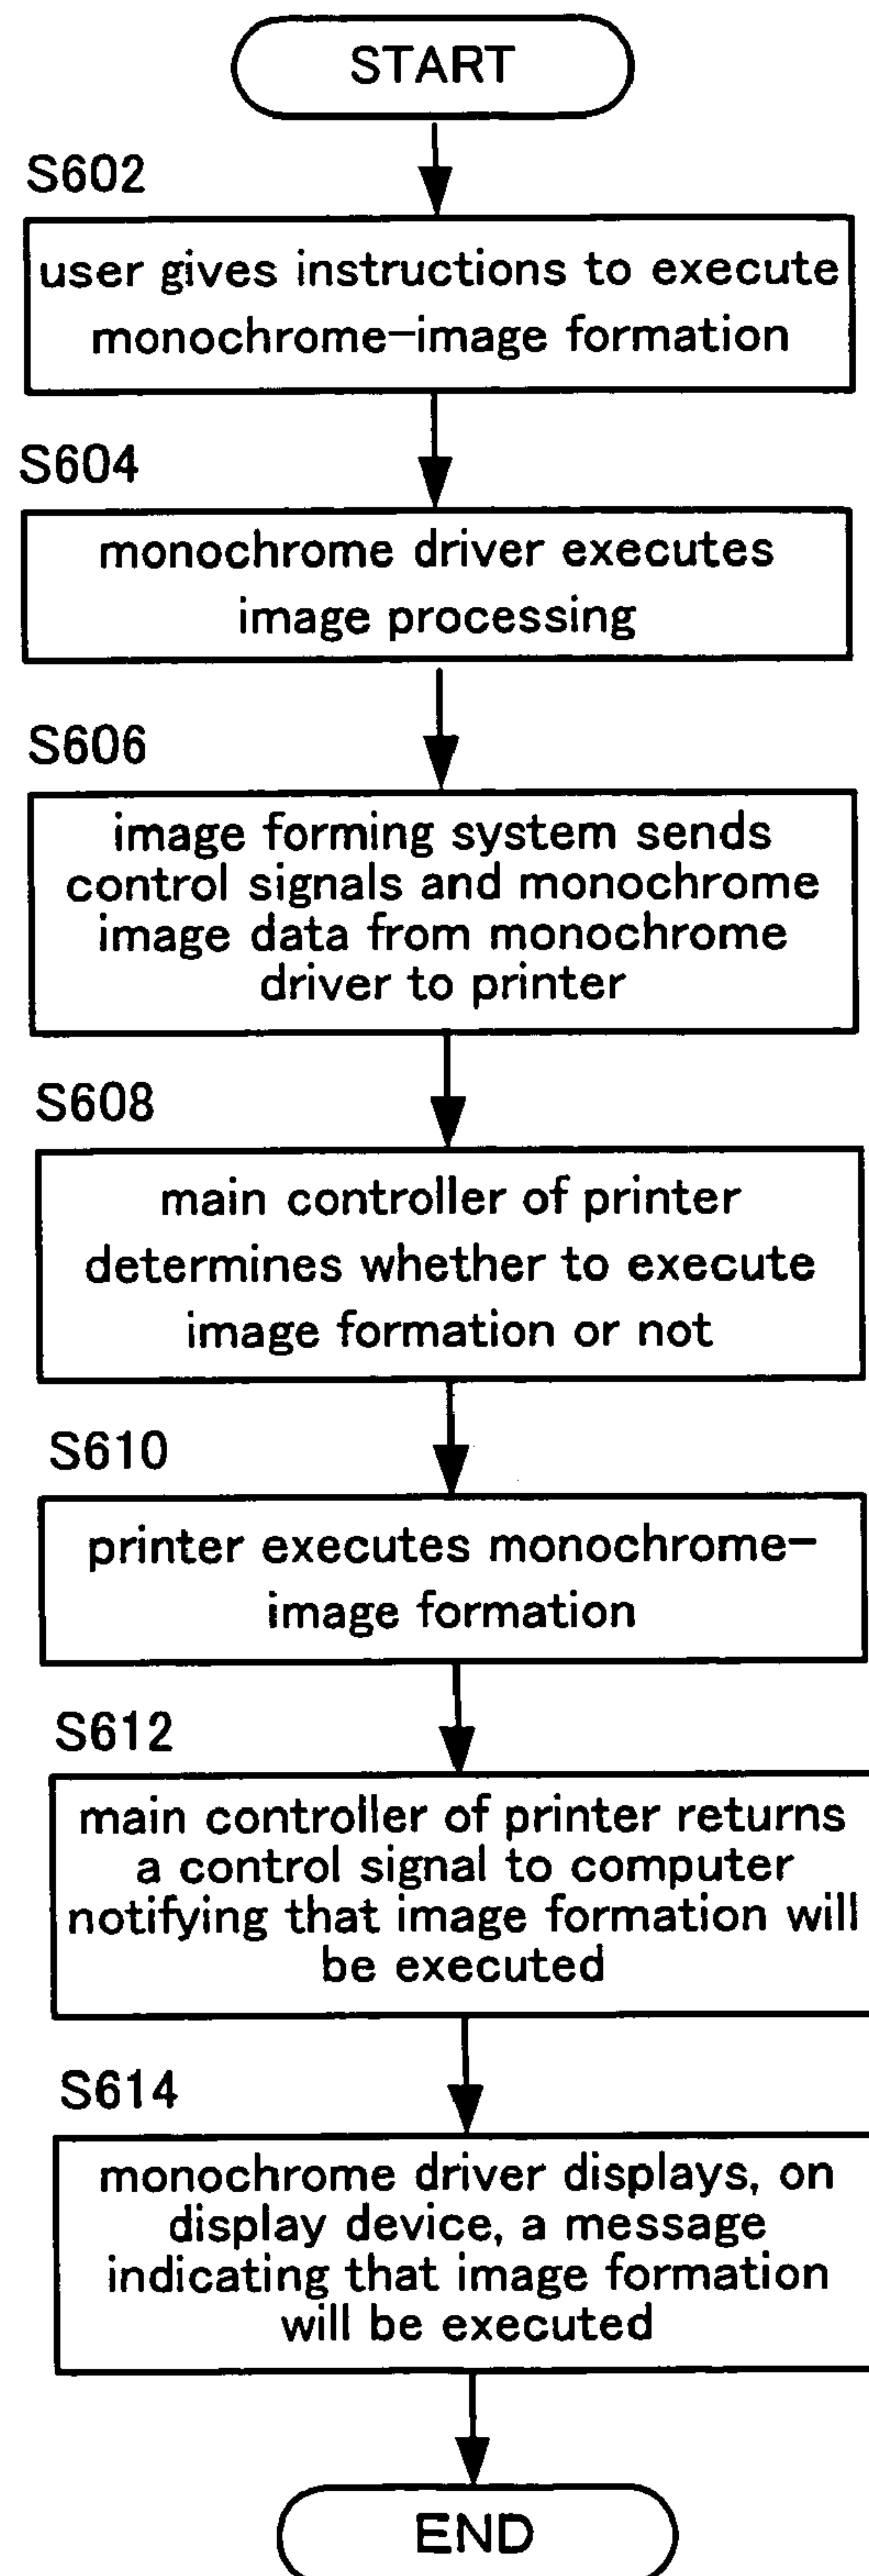 START
S602
user gives instructions to execute
monochrome-image formation
S604
monochrome driver executes
image processing
S606
image forming system sends
control signals and monochrome
image data from monochrome
driver to printer
S608
main controller of printer
determines whether to execute
image formation or not
S610
printer executes monochrome-
image formation
S612
main controller of printer returns
a control signal to computer
notifying that image formation will
be executed
S614
monochrome driver displays, on
display device, a message
indicating that image formation
will be executed
END